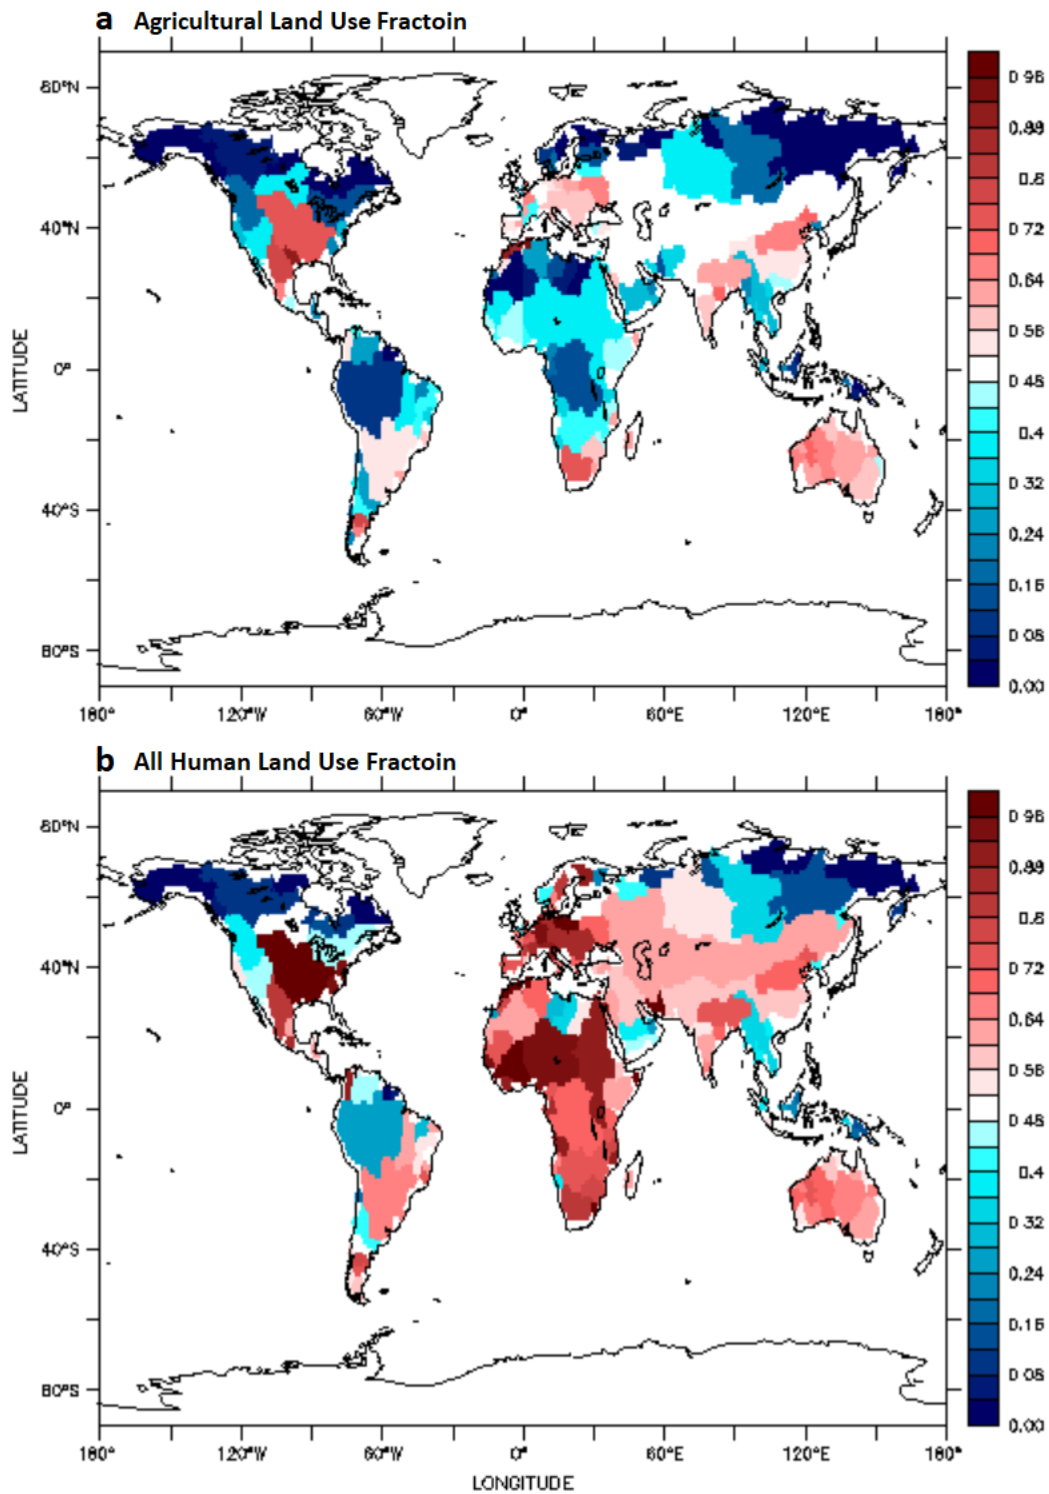 a Agricultural Land Use Fractoin
80°N
40°N
0°
40°S
80°S
LATITUDE
180°
120°W
60°W
0°
60°E
120°E
180°
0.96
0.88
0.8
0.72
0.64
0.56
0.48
0.4
0.32
0.24
0.16
0.08
0.00
b All Human Land Use Fractoin
80°N
40°N
0°
40°S
80°S
LATITUDE
180°
120°W
60°W
0°
60°E
120°E
180°
LONGITUDE
0.96
0.88
0.8
0.72
0.64
0.56
0.48
0.4
0.32
0.24
0.16
0.08
0.00